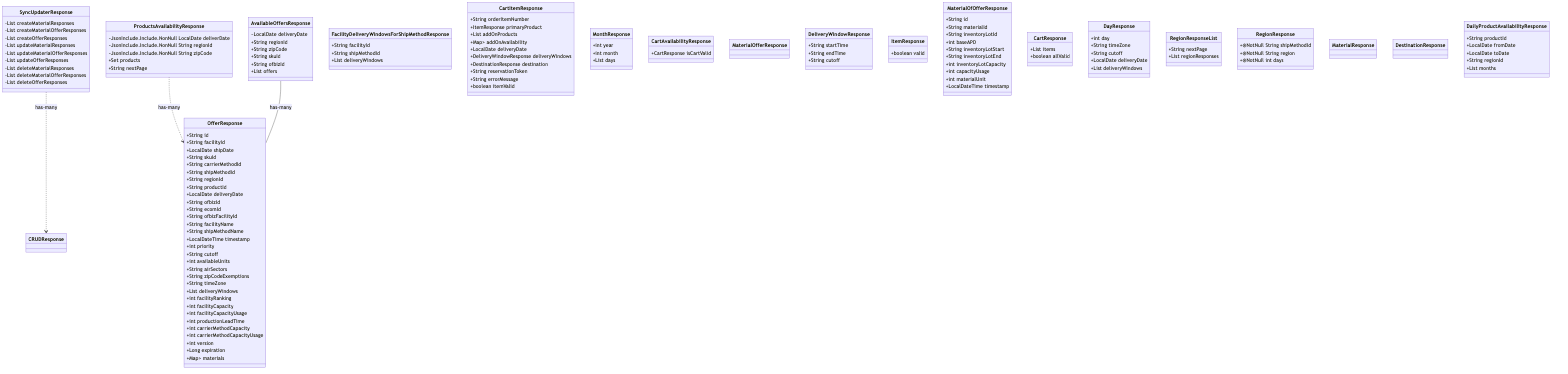 SyncUpdaterResponse
-List createMaterialResponses
-List createMaterialOfferResponses
-List createOfferResponses
-List updateMaterialResponses
-List updateMaterialOfferResponses
-List updateOfferResponses
-List deleteMaterialResponses
-List deleteMaterialOfferResponses
-List deleteOfferResponses
ProductsAvailabilityResponse
-JsonInclude.Include.NonNull LocalDate deliverDate
-JsonInclude.Include.NonNull String regionId
-JsonInclude.Include.NonNull String zipCode
+Set products
+String nextPage
AvailableOffersResponse
-LocalDate deliveryDate
+String regionId
+String zipCode
+String skuId
+String ofbizId
+List offers
FacilityDeliveryWindowsForShipMethodResponse
+String facilityId
+String shipMethodId
+List deliveryWindows
CartItemResponse
+String orderItemNumber
+ItemResponse primaryProduct
+List addOnProducts
+Map> addOnAvailability
+LocalDate deliveryDate
+DeliveryWindowResponse deliveryWindows
+DestinationResponse destination
+String reservationToken
+String errorMessage
+boolean itemValid
MonthResponse
+int year
+int month
+List days
CartAvailabilityResponse
+CartResponse isCartValid
MaterialOfferResponse
DeliveryWindowResponse
+String startTime
+String endTime
+String cutoff
ItemResponse
+boolean valid
MaterialOfOfferResponse
+String id
+String materialId
+String inventoryLotId
+int baseAPD
+String inventoryLotStart
+String inventoryLotEnd
+int inventoryLotCapacity
+int capacityUsage
+int materialUnit
+LocalDateTime timestamp
CartResponse
+List items
+boolean allValid
DayResponse
+int day
+String timeZone
+String cutoff
+LocalDate deliveryDate
+List deliveryWindows
RegionResponseList
+String nextPage
+List regionResponses
RegionResponse
+@NotNull String shipMethodId
+@NotNull String region
+@NotNull int days
MaterialResponse
DestinationResponse
DailyProductAvailabilityResponse
+String productId
+LocalDate fromDate
+LocalDate toDate
+String regionId
+List months
has-many
has-many
has-many
OfferResponse
+String id
+String facilityId
+LocalDate shipDate
+String skuId
+String carrierMethodId
+String shipMethodId
+String regionId
+String productId
+LocalDate deliveryDate
+String ofbizId
+String ecomId
+String ofbizFacilityId
+String facilityName
+String shipMethodName
+LocalDateTime timestamp
+int priority
+String cutoff
+int availableUnits
+String airSectors
+String zipCodeExemptions
+String timeZone
+List deliveryWindows
+int facilityRanking
+int facilityCapacity
+int facilityCapacityUsage
+int productionLeadTime
+int carrierMethodCapacity
+int carrierMethodCapacityUsage
+int version
+Long expiration
+Map> materials
CRUDResponse